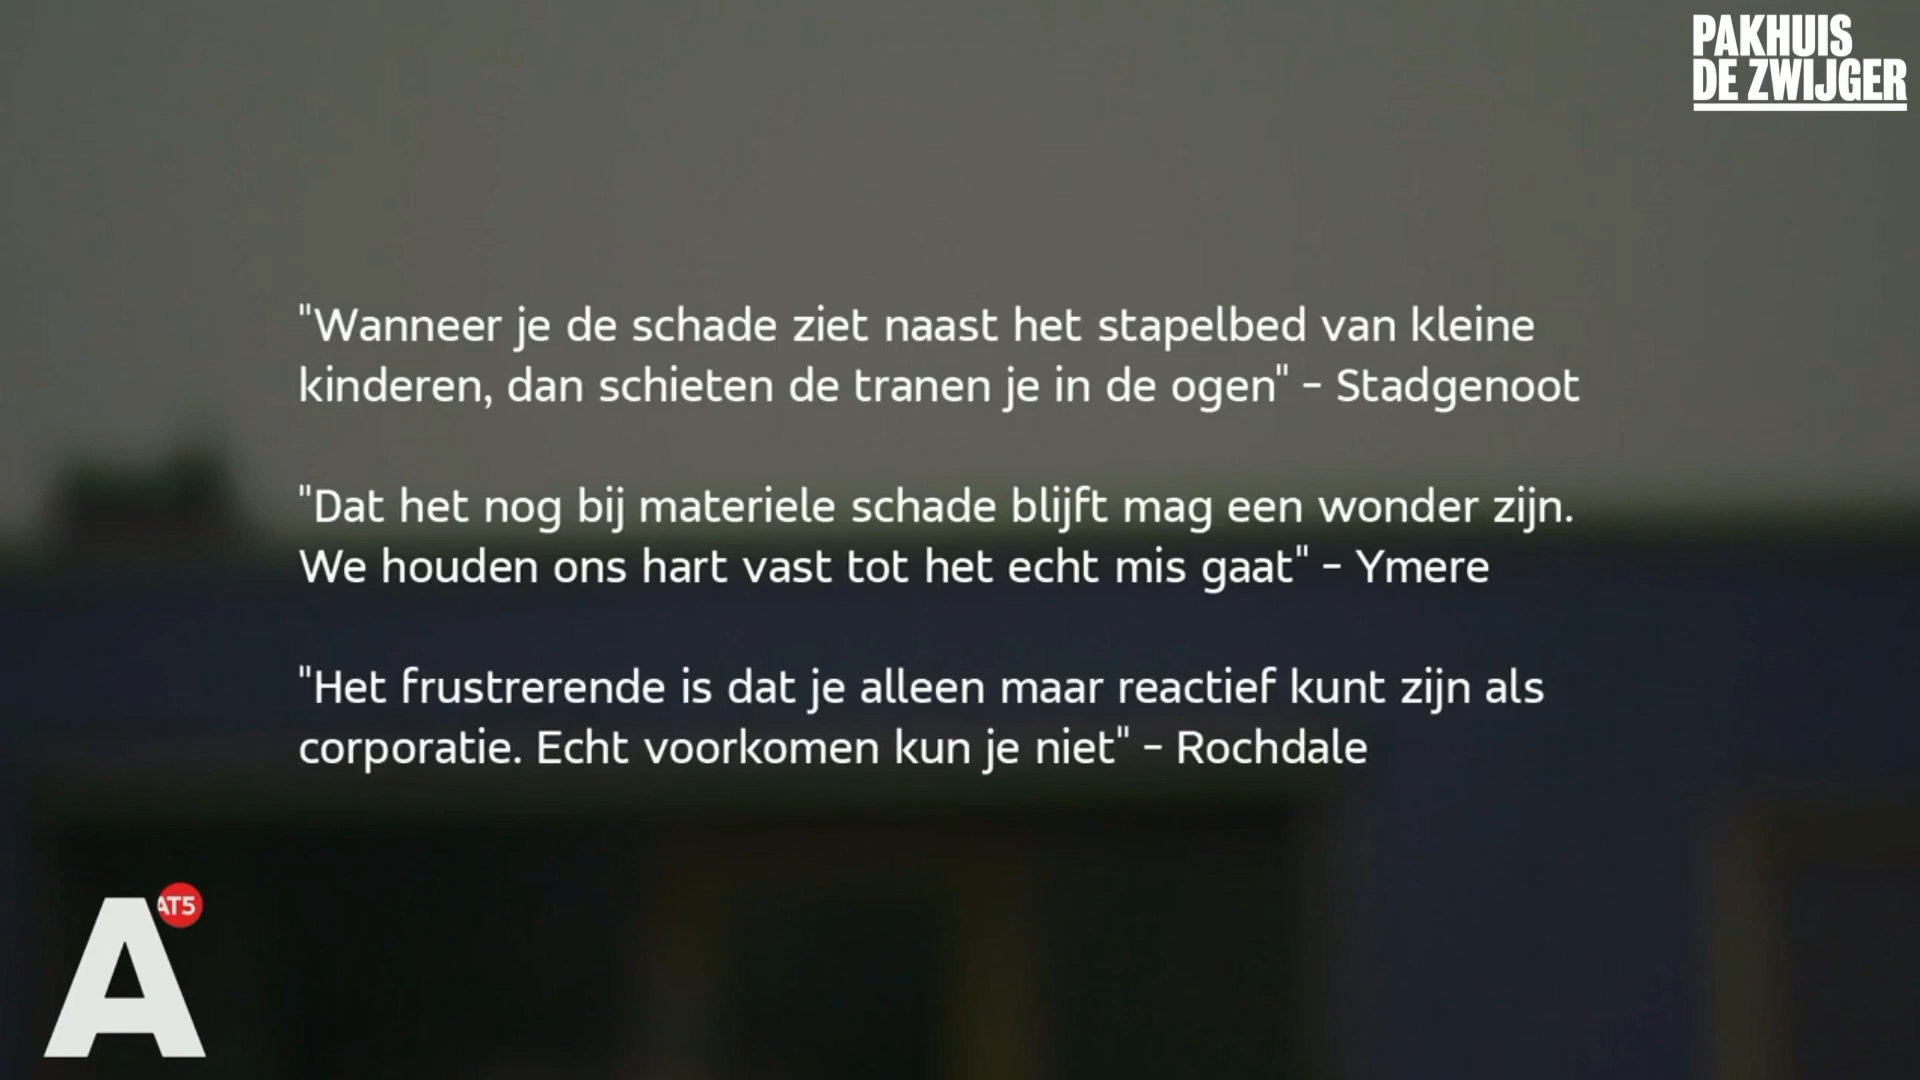 PAKHUIS
DE ZWIJGER
"Wanneer je de schade ziet naast het stapelbed van kleine
kinderen, dan schieten de tranen je in de ogen" - Stadgenoot
"Dat het nog bij materiele schade blijft mag een wonder zijn.
We houden ons hart vast tot het echt mis gaat" - Ymere
"Het frustrerende is dat je alleen maar reactief kunt zijn als
corporatie. Echt voorkomen kun je niet" - Rochdale
A AT5